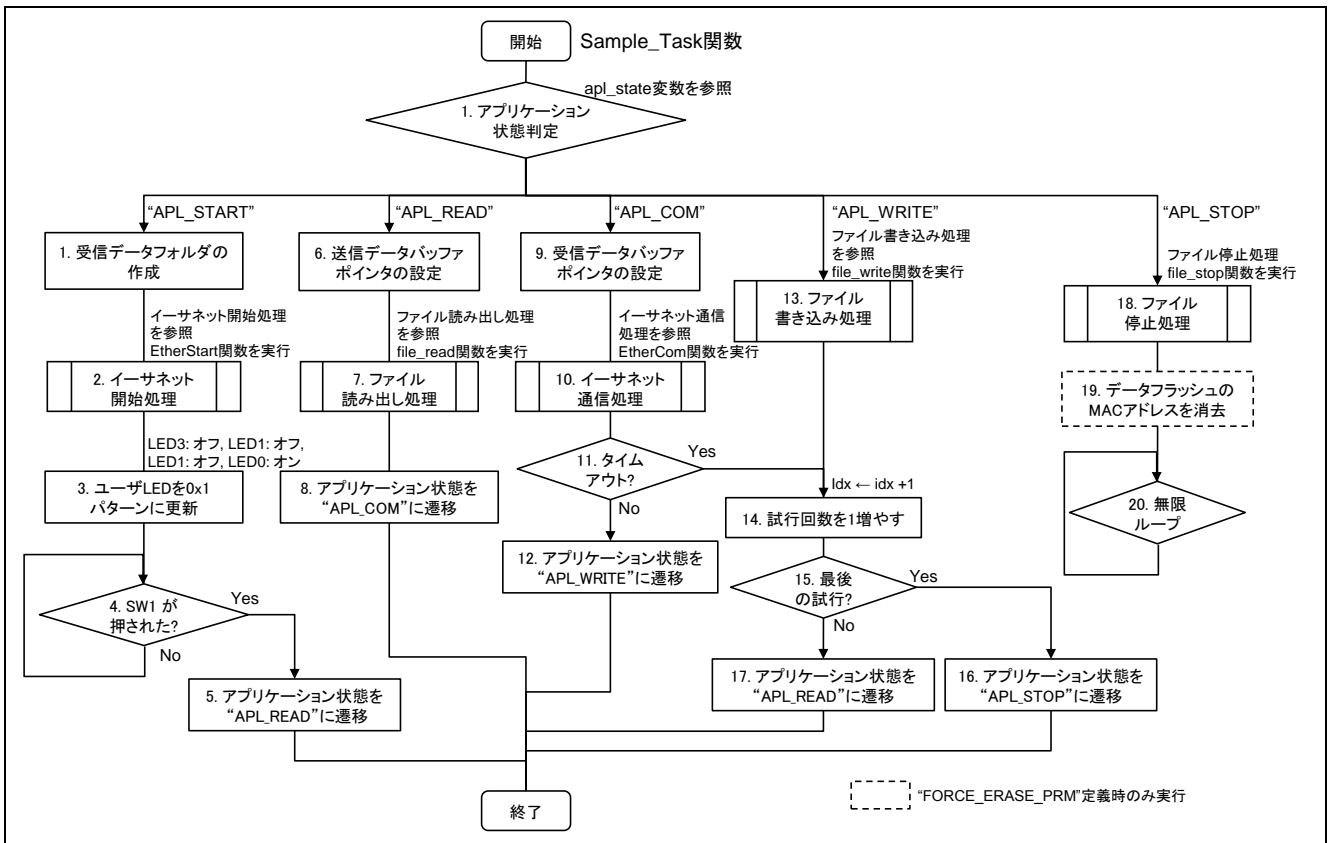 開始
Sample_Task関数
apl_state変数を参照
1. アプリケーション
状態判定
“APL_START”
“APL_READ”
“APL_COM”
“APL_WRITE”
“APL_STOP”
1. 受信データフォルダの
作成
イーサネット開始処理
を参照
EtherStart関数を実行
2. イーサネット
開始処理
LED3: オフ, LED1: オフ,
LED1: オフ, LED0: オン
3. ユーザLEDを0x1
パターンに更新
4. SW1 が
押された?
Yes
No
5. アプリケーション状態を
“APL_READ”に遷移
6. 送信データバッファ
ポインタの設定
ファイル読み出し処理
を参照
file_read関数を実行
7. ファイル
読み出し処理
8. アプリケーション状態を
“APL_COM”に遷移
9. 受信データバッファ
ポインタの設定
イーサネット通信
処理を参照
EtherCom関数を実行
10. イーサネット
通信処理
11. タイム
アウト?
Yes
No
12. アプリケーション状態を
“APL_WRITE”に遷移
ファイル書き込み処理
を参照
file_write関数を実行
13. ファイル
書き込み処理
Idx ← idx +1
14. 試行回数を1増やす
15. 最後
の試行?
Yes
No
17. アプリケーション状態を
“APL_READ”に遷移
16. アプリケーション状態を
“APL_STOP”に遷移
ファイル停止処理
file_stop関数を実行
18. ファイル
停止処理
19. データフラッシュの
MACアドレスを消去
20. 無限
ループ
終了
“FORCE_ERASE_PRM”定義時のみ実行